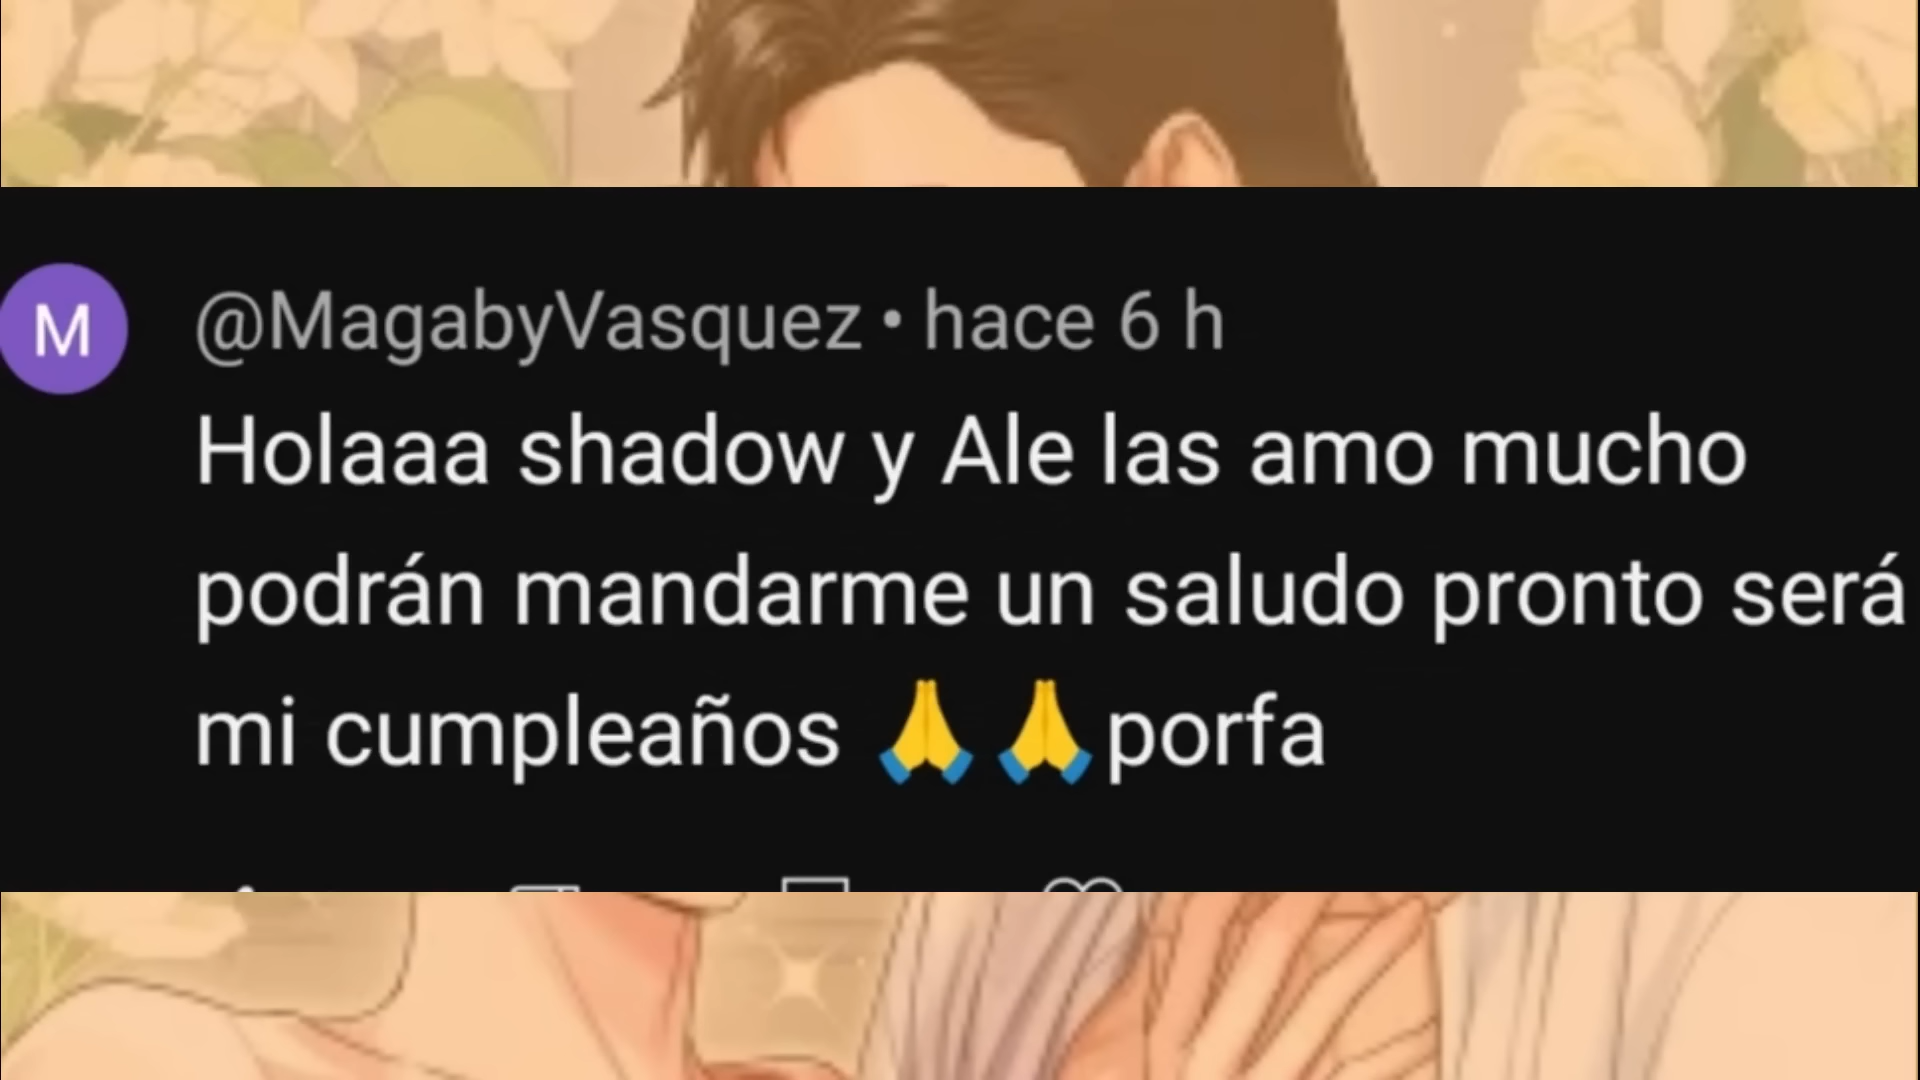 M
@MagabyVasquez • hace 6 h
Holaaa shadow y Ale las amo mucho
podrán mandarme un saludo pronto será
mi cumpleaños 🙏🙏porfa